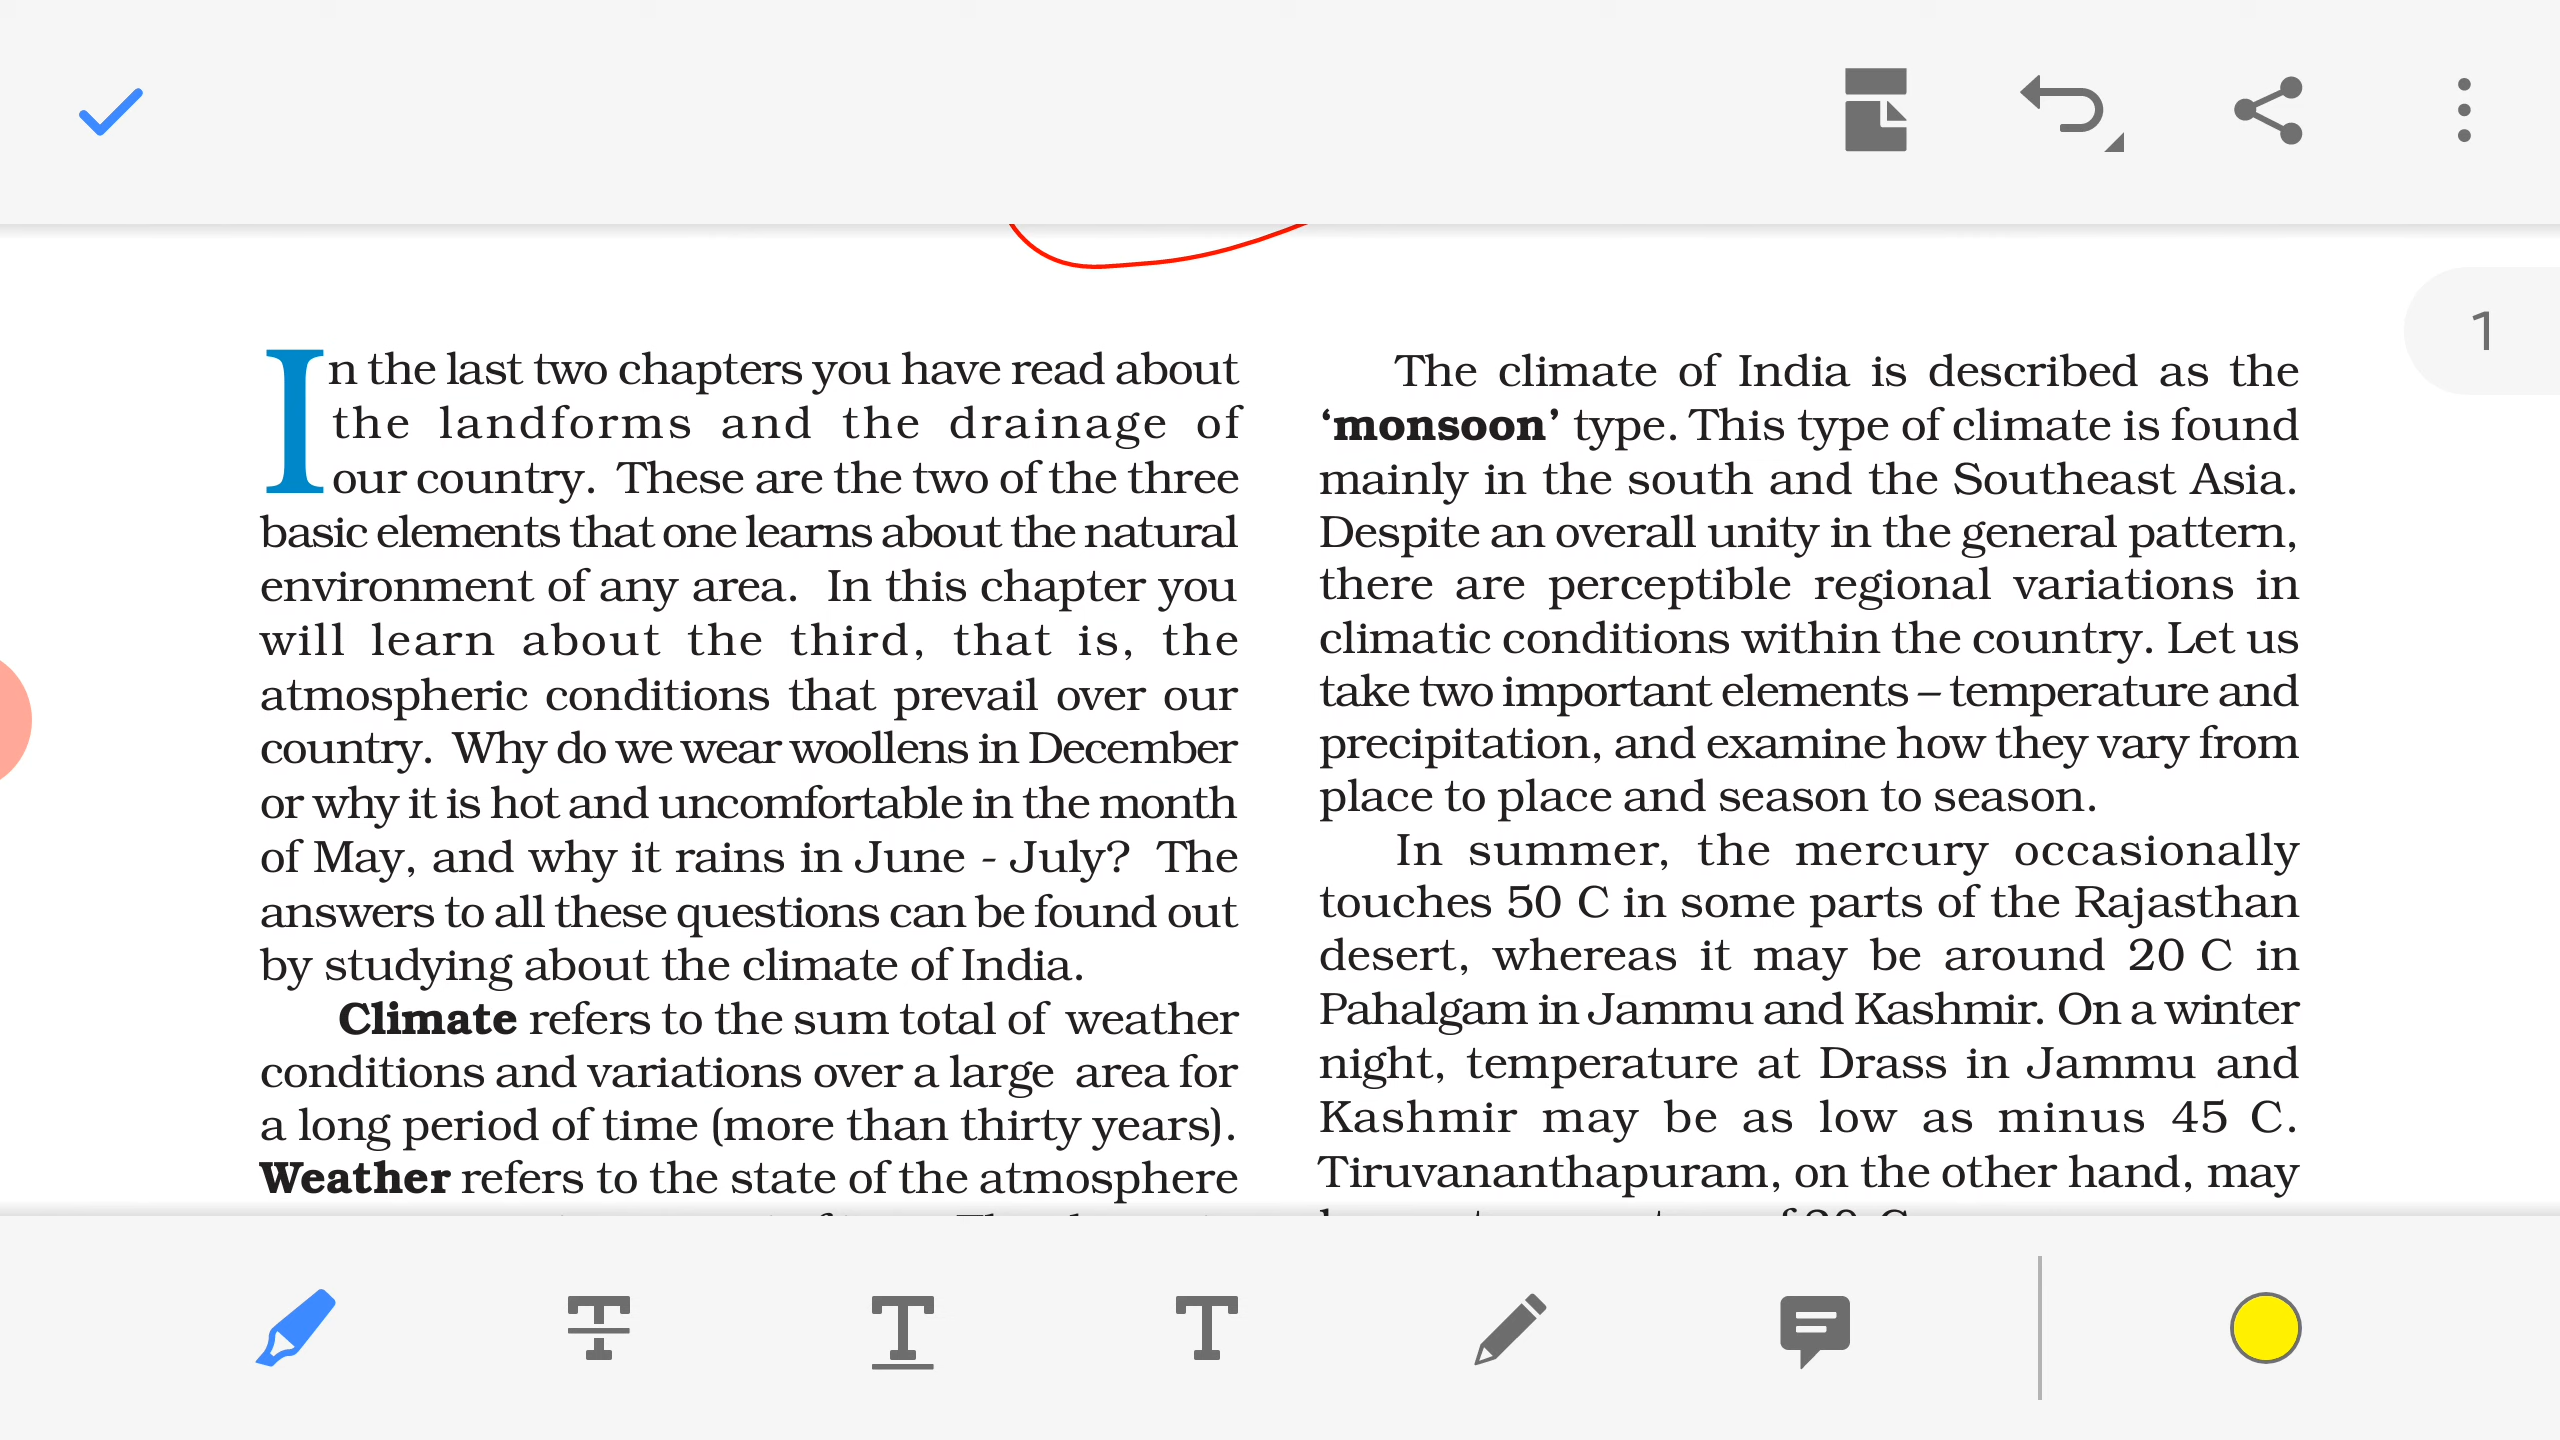 1
In the last two chapters you have read about
the landforms and the drainage of
our country. These are the two of the three
basic elements that one learns about the natural
environment of any area. In this chapter you
will learn about the third, that is, the
atmospheric conditions that prevail over our
country. Why do we wear woollens in December
or why it is hot and uncomfortable in the month
of May, and why it rains in June - July? The
answers to all these questions can be found out
by studying about the climate of India.
Climate refers to the sum total of weather
conditions and variations over a large area for
a long period of time (more than thirty years).
Weather refers to the state of the atmosphere
The climate of India is described as the
‘monsoon’ type. This type of climate is found
mainly in the south and the Southeast Asia.
Despite an overall unity in the general pattern,
there are perceptible regional variations in
climatic conditions within the country. Let us
take two important elements – temperature and
precipitation, and examine how they vary from
place to place and season to season.
In summer, the mercury occasionally
touches 50 C in some parts of the Rajasthan
desert, whereas it may be around 20 C in
Pahalgam in Jammu and Kashmir. On a winter
night, temperature at Drass in Jammu and
Kashmir may be as low as minus 45 C.
Tiruvananthapuram, on the other hand, may